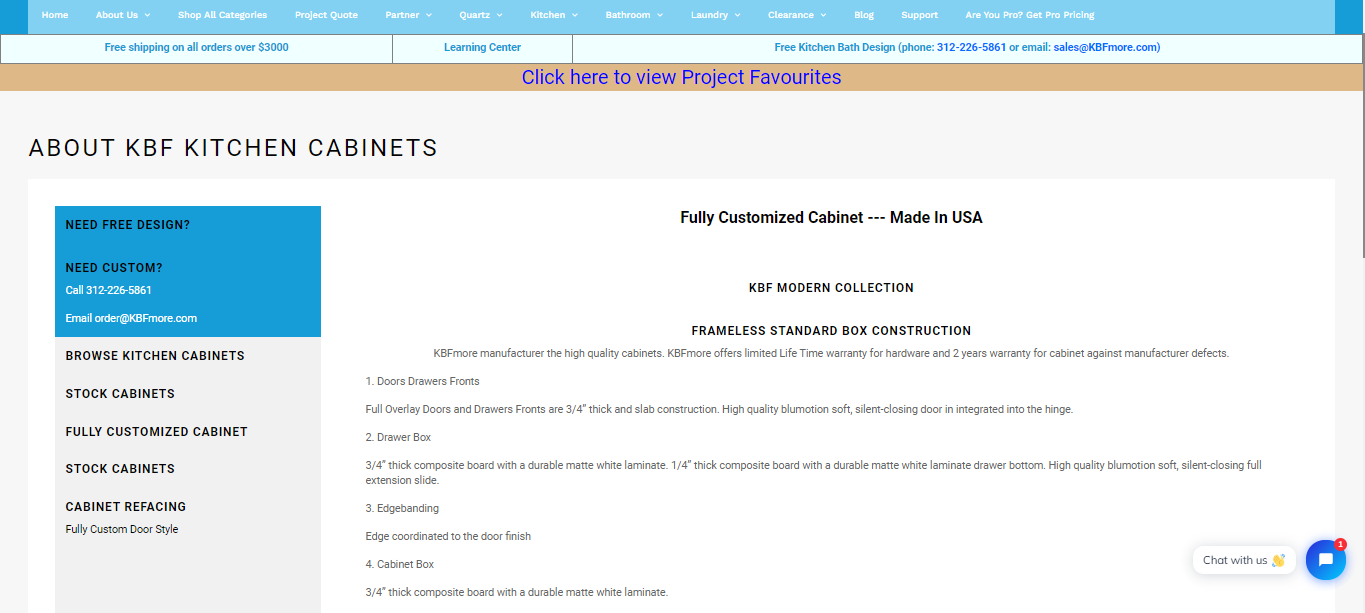 Home About Us Shop All Categories Project Quote Partner Quartz Kitchen Bathroom Laundry Clearance Blog Support Are You Pro? Get Pro Pricing
Free shipping on all orders over $3000 Learning Center Free Kitchen Bath Design (phone: 312-226-5861 or email: sales@KBFmore.com)
Click here to view Project Favourites
ABOUT KBF KITCHEN CABINETS
NEED FREE DESIGN?
NEED CUSTOM?
Call 312-226-5861
Email order@KBFmore.com
BROWSE KITCHEN CABINETS
STOCK CABINETS
FULLY CUSTOMIZED CABINET
STOCK CABINETS
CABINET REFACING
Fully Custom Door Style
Fully Customized Cabinet --- Made In USA
KBF MODERN COLLECTION
FRAMELESS STANDARD BOX CONSTRUCTION
KBFmore manufacturer the high quality cabinets. KBFmore offers limited Life Time warranty for hardware and 2 years warranty for cabinet against manufacturer defects.
1. Doors Drawers Fronts
Full Overlay Doors and Drawers Fronts are 3/4” thick and slab construction. High quality blumotion soft, silent-closing door in integrated into the hinge.
2. Drawer Box
3/4” thick composite board with a durable matte white laminate. 1/4” thick composite board with a durable matte white laminate drawer bottom. High quality blumotion soft, silent-closing full
extension slide.
3. Edgebanding
Edge coordinated to the door finish
4. Cabinet Box
3/4” thick composite board with a durable matte white laminate.
Chat with us 👋
1